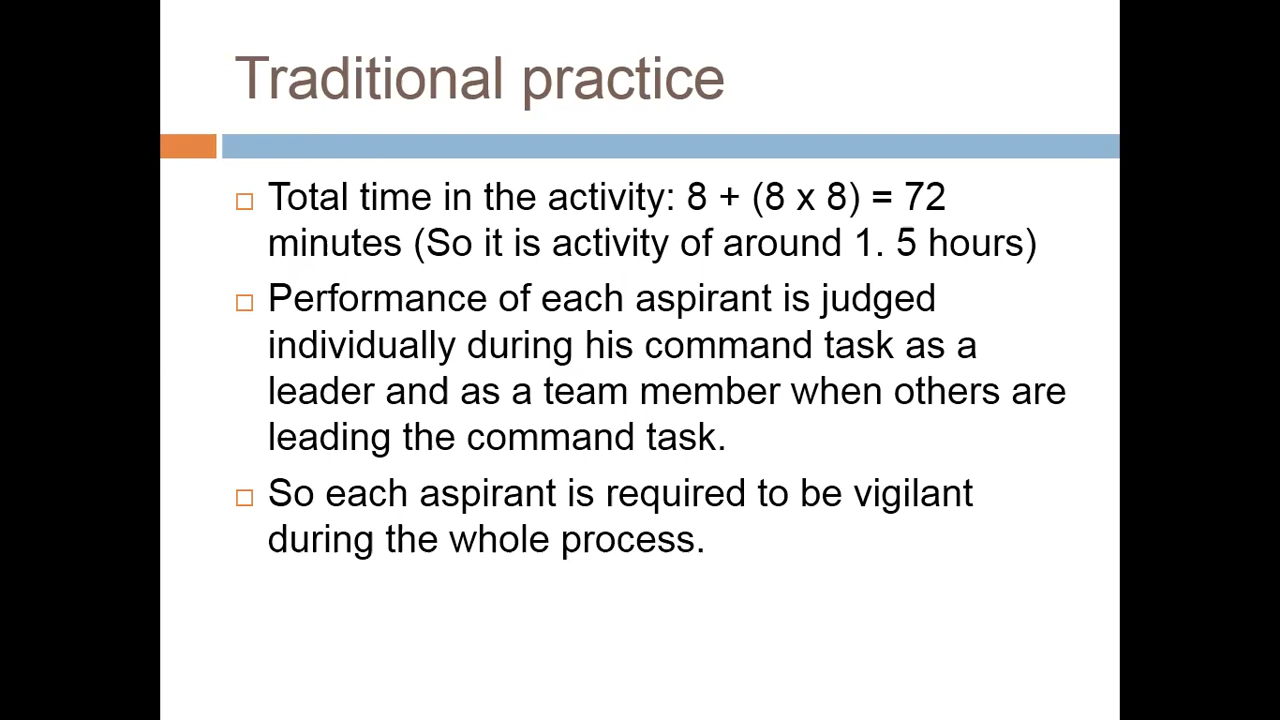 Traditional practice
Total time in the activity: 8 + (8 x 8) = 72
minutes (So it is activity of around 1. 5 hours)
Performance of each aspirant is judged
individually during his command task as a
leader and as a team member when others are
leading the command task.
So each aspirant is required to be vigilant
during the whole process.